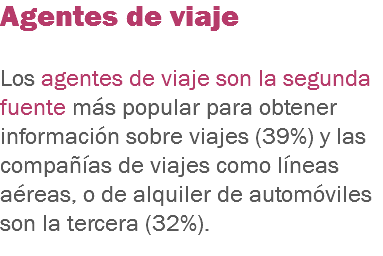 Agentes de viaje
Los agentes de viaje son la segunda
fuente más popular para obtener
información sobre viajes (39%) y las
compañías de viajes como líneas
aéreas, o de alquiler de automóviles
son la tercera (32%).